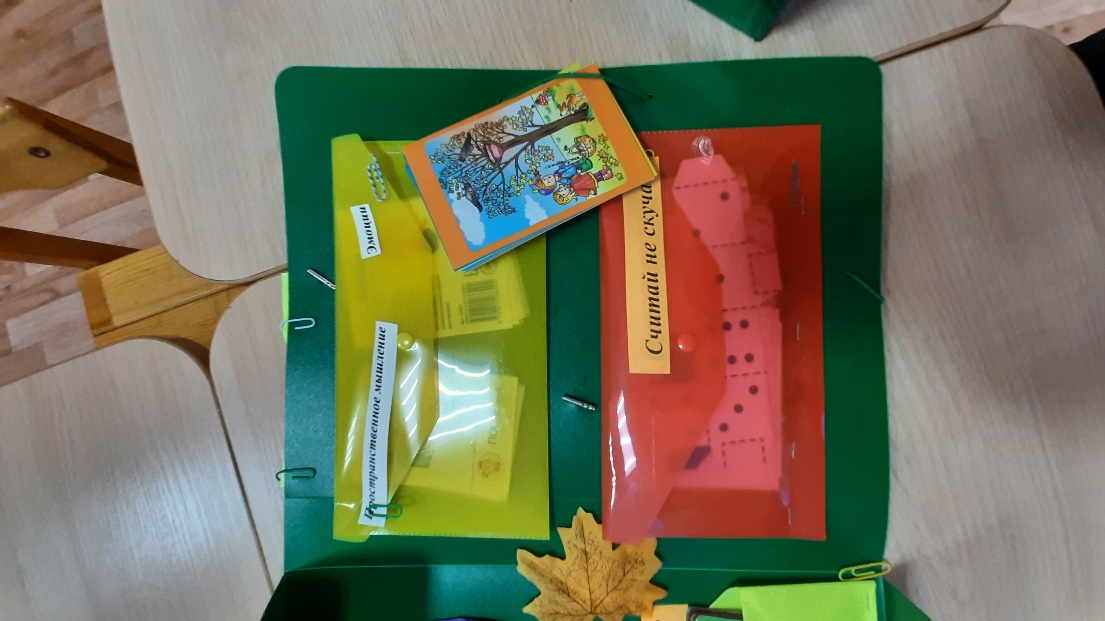 Эмоции
Пространственное мышление
Считай не скуча